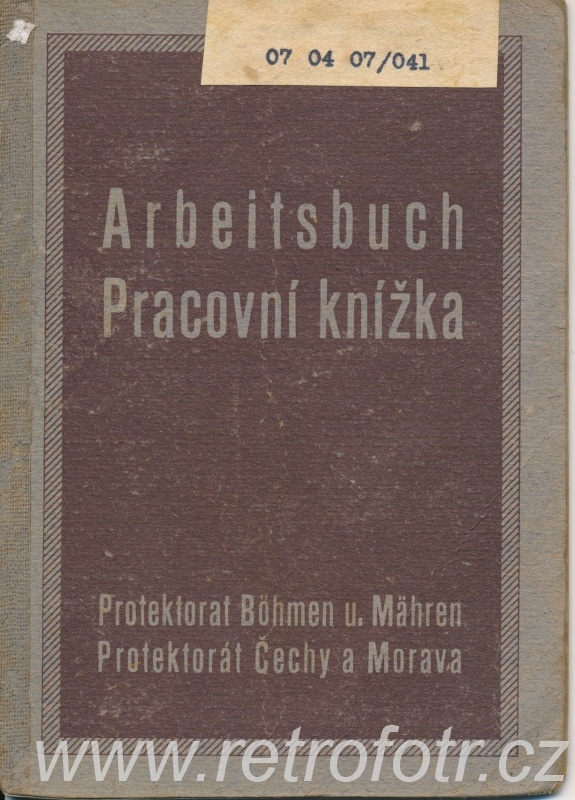 07 04 07/041
Arbeitsbuch
Pracovní knížka
Protektorat Böhmen u. Mähren
Protektorát Čechy a Morava
www.retrofotr.cz